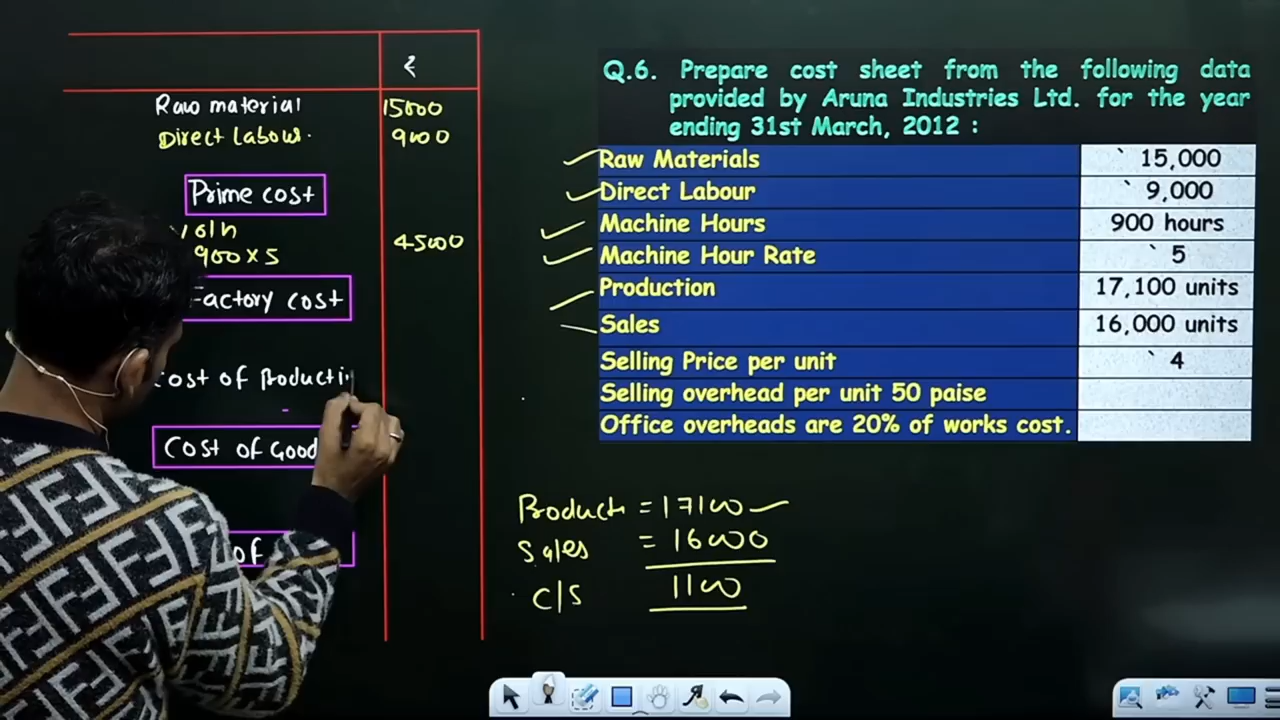 ₹
Raw material 15000
Direct Labour. 9000
Prime cost
o/h
900 x 5 45000
Factory cost
Cost of Producti
Cost of Good
of
Q.6. Prepare cost sheet from the following data
provided by Aruna Industries Ltd. for the year
ending 31st March, 2012 :
Raw Materials ` 15,000
Direct Labour ` 9,000
Machine Hours 900 hours
Machine Hour Rate ` 5
Production 17,100 units
Sales 16,000 units
Selling Price per unit ` 4
Selling overhead per unit 50 paise
Office overheads are 20% of works cost.
Producti = 17100
Sales = 16000
C/S 1100